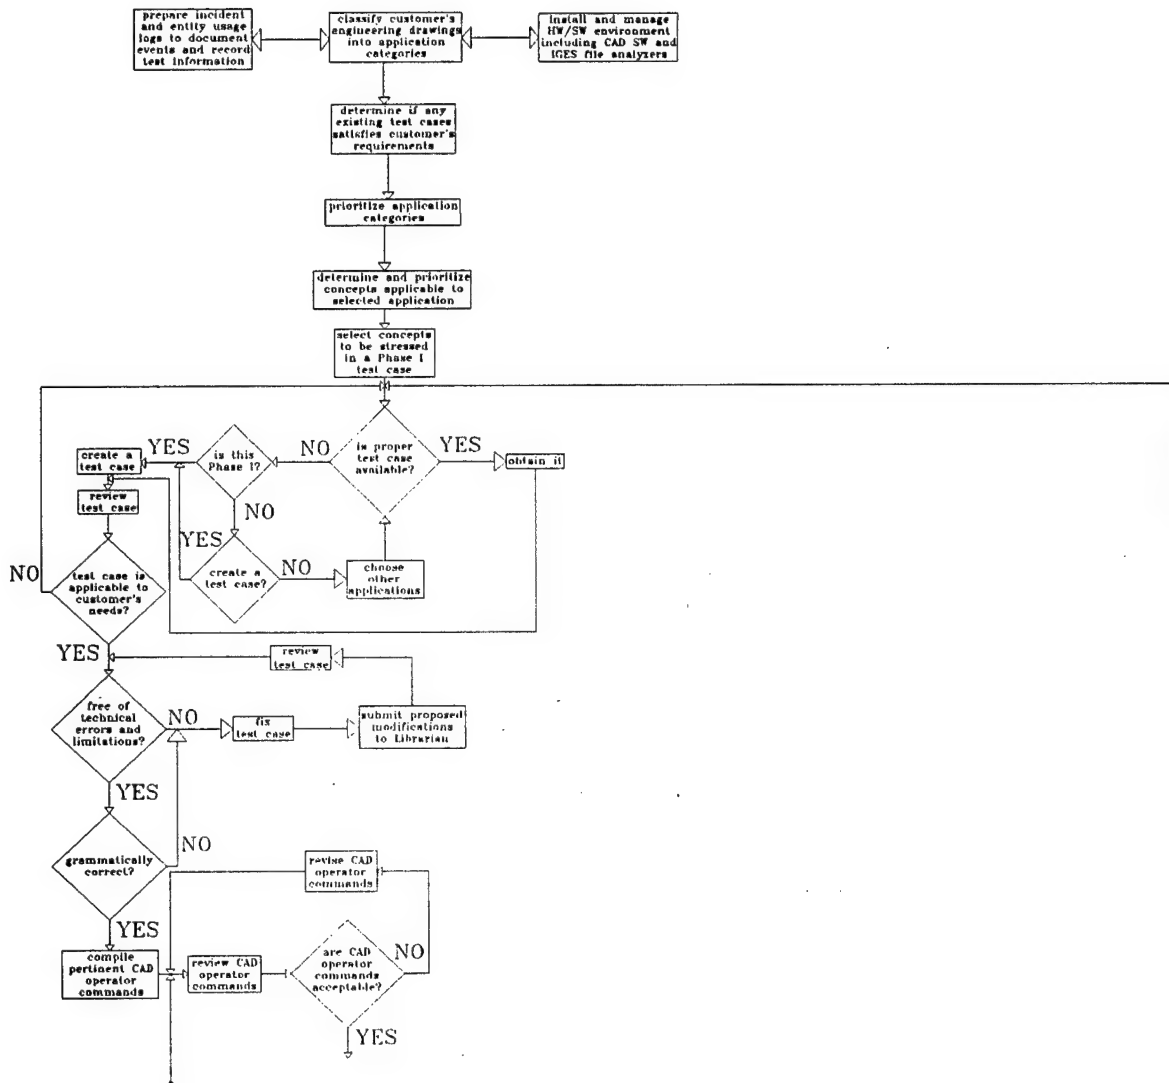 prepare incident
and entity usage
logs to document
events and record
test information
classify customer's
engineering drawings
into application
categories
install and manage
HW/SW environment
including CAD SW and
IGES file analyzers
determine if any
existing test cases
satisfies customer's
requirements
prioritize application
categories
determine and prioritize
concepts applicable to
selected application
select concepts
to be stressed
in a Phase I
test case
is proper
test case
available?
YES
obtain it
NO
is this
Phase I?
YES
create a
test case
review
test case
NO
YES
create a
test case?
NO
choose
other
applications
NO
test case is
applicable to
customer's
needs?
YES
review
test case
free of
technical
errors and
limitations?
NO
fix
test case
submit proposed
modifications
to Librarian
YES
NO
grammatically
correct?
revise CAD
operator
commands
YES
compile
pertinent CAD
operator
commands
review CAD
operator
commands
are CAD
operator
commands
acceptable?
NO
YES